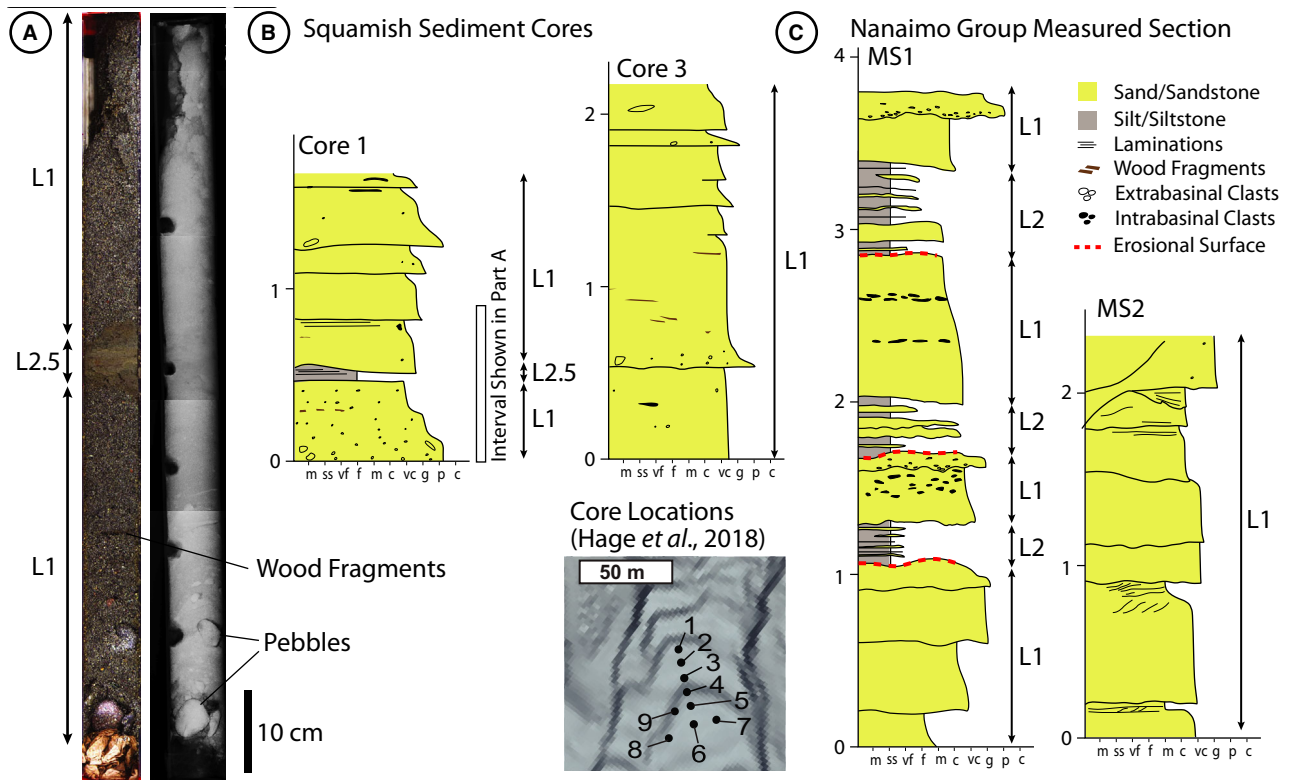 A
B
Squamish Sediment Cores
C
Nanaimo Group Measured Section
L1
L2.5
L1
Wood Fragments
Pebbles
10 cm
Core 1
1
0
m ss vf f m c vc g p c
L1
L2.5
L1
Interval Shown in Part A
Core 3
2
1
0
m ss vf f m c vc g p c
L1
Core Locations
(Hage et al., 2018)
50 m
1
2
3
4
5
9
7
8
6
MS1
4
3
2
1
0
m ss vf f m c vc g p c
L1
L2
L1
L2
L1
L2
L1
Sand/Sandstone
Silt/Siltstone
Laminations
Wood Fragments
Extrabasinal Clasts
Intrabasinal Clasts
Erosional Surface
MS2
2
1
0
m ss vf f m c vc g p c
L1